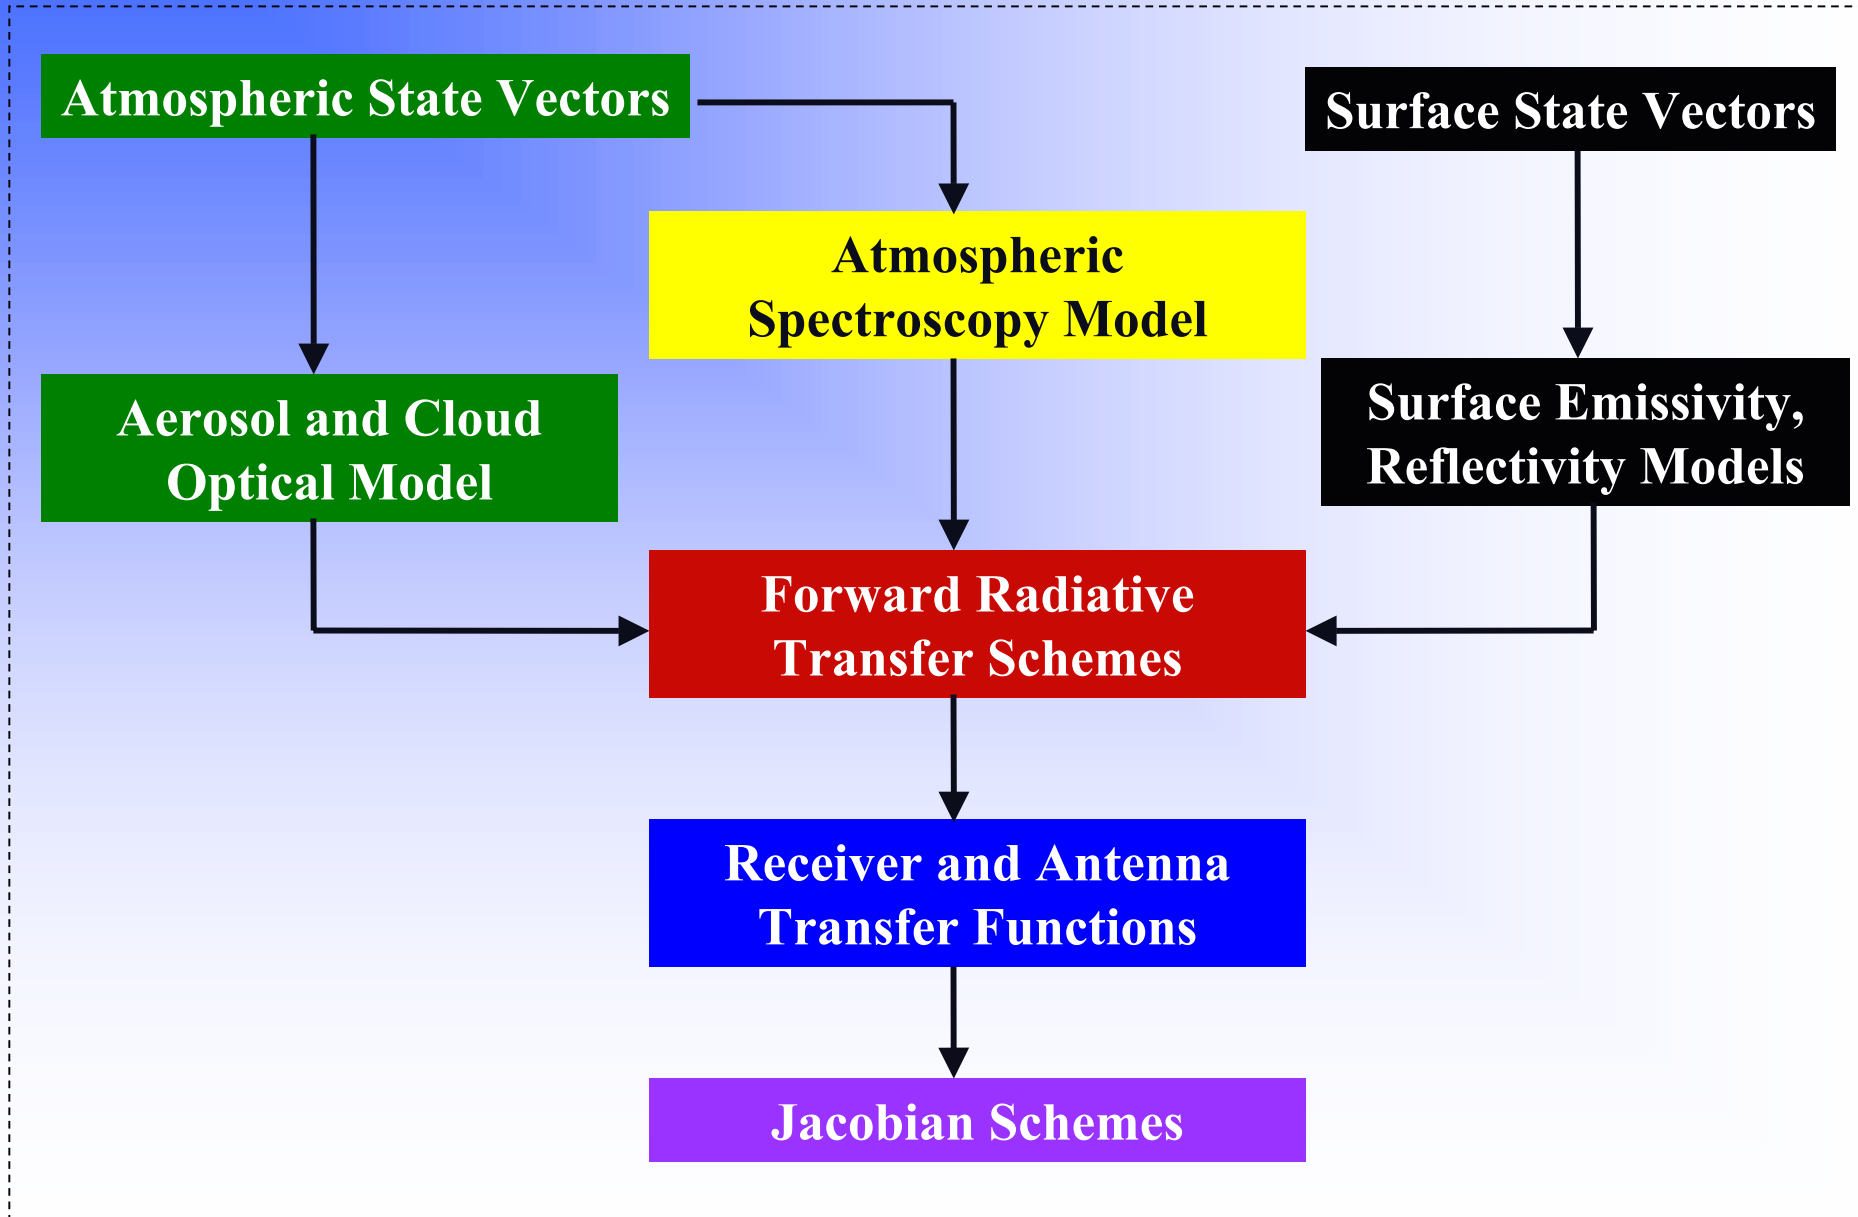 Atmospheric State Vectors
Surface State Vectors
Atmospheric
Spectroscopy Model
Aerosol and Cloud
Optical Model
Surface Emissivity,
Reflectivity Models
Forward Radiative
Transfer Schemes
Receiver and Antenna
Transfer Functions
Jacobian Schemes